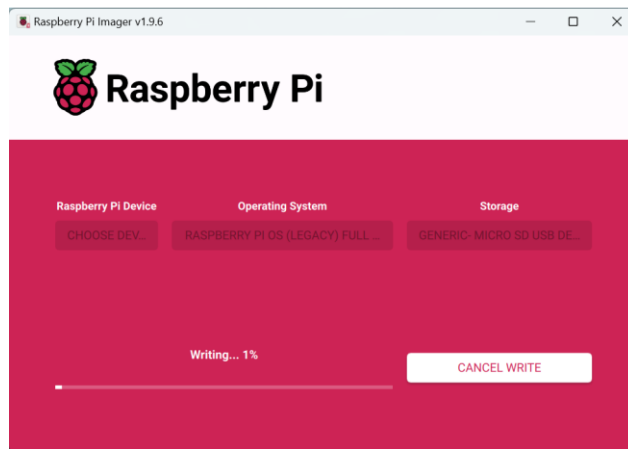 Raspberry Pi Imager v1.9.6
Raspberry Pi
Raspberry Pi Device
Operating System
Storage
CHOOSE DEV...
RASPBERRY PI OS (LEGACY) FULL ...
GENERIC- MICRO SD USB DE...
Writing... 1%
CANCEL WRITE